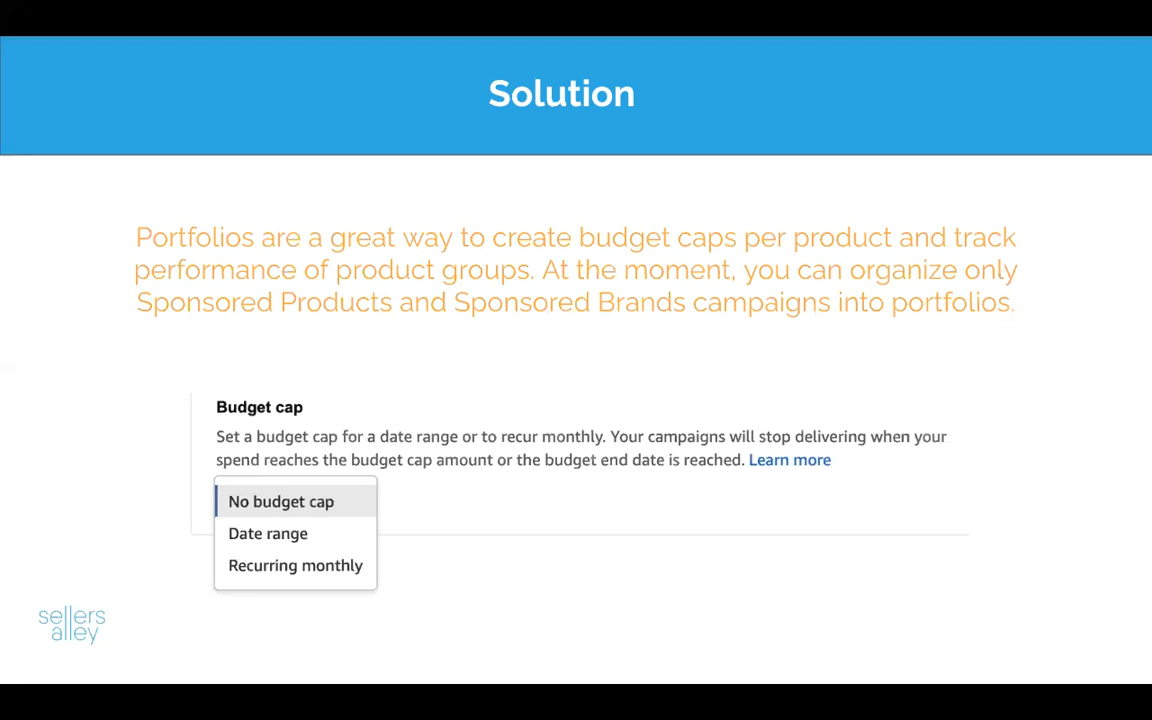 Solution
Portfolios are a great way to create budget caps per product and track
performance of product groups. At the moment, you can organize only
Sponsored Products and Sponsored Brands campaigns into portfolios.
Budget cap
Set a budget cap for a date range or to recur monthly. Your campaigns will stop delivering when your
spend reaches the budget cap amount or the budget end date is reached. Learn more
No budget cap
Date range
Recurring monthly
sellers
alley